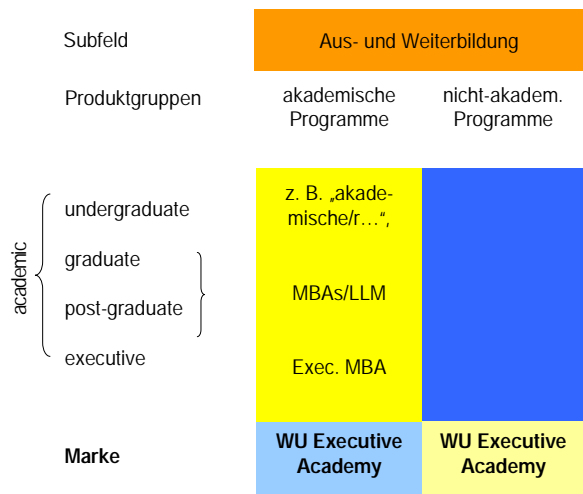 Subfeld
Aus- und Weiterbildung
Produktgruppen
akademische
Programme
nicht-akadem.
Programme
academic
undergraduate
z. B. „akade-
mische/r…“,
graduate
MBAs/LLM
post-graduate
executive
Exec. MBA
Marke
WU Executive
Academy
WU Executive
Academy